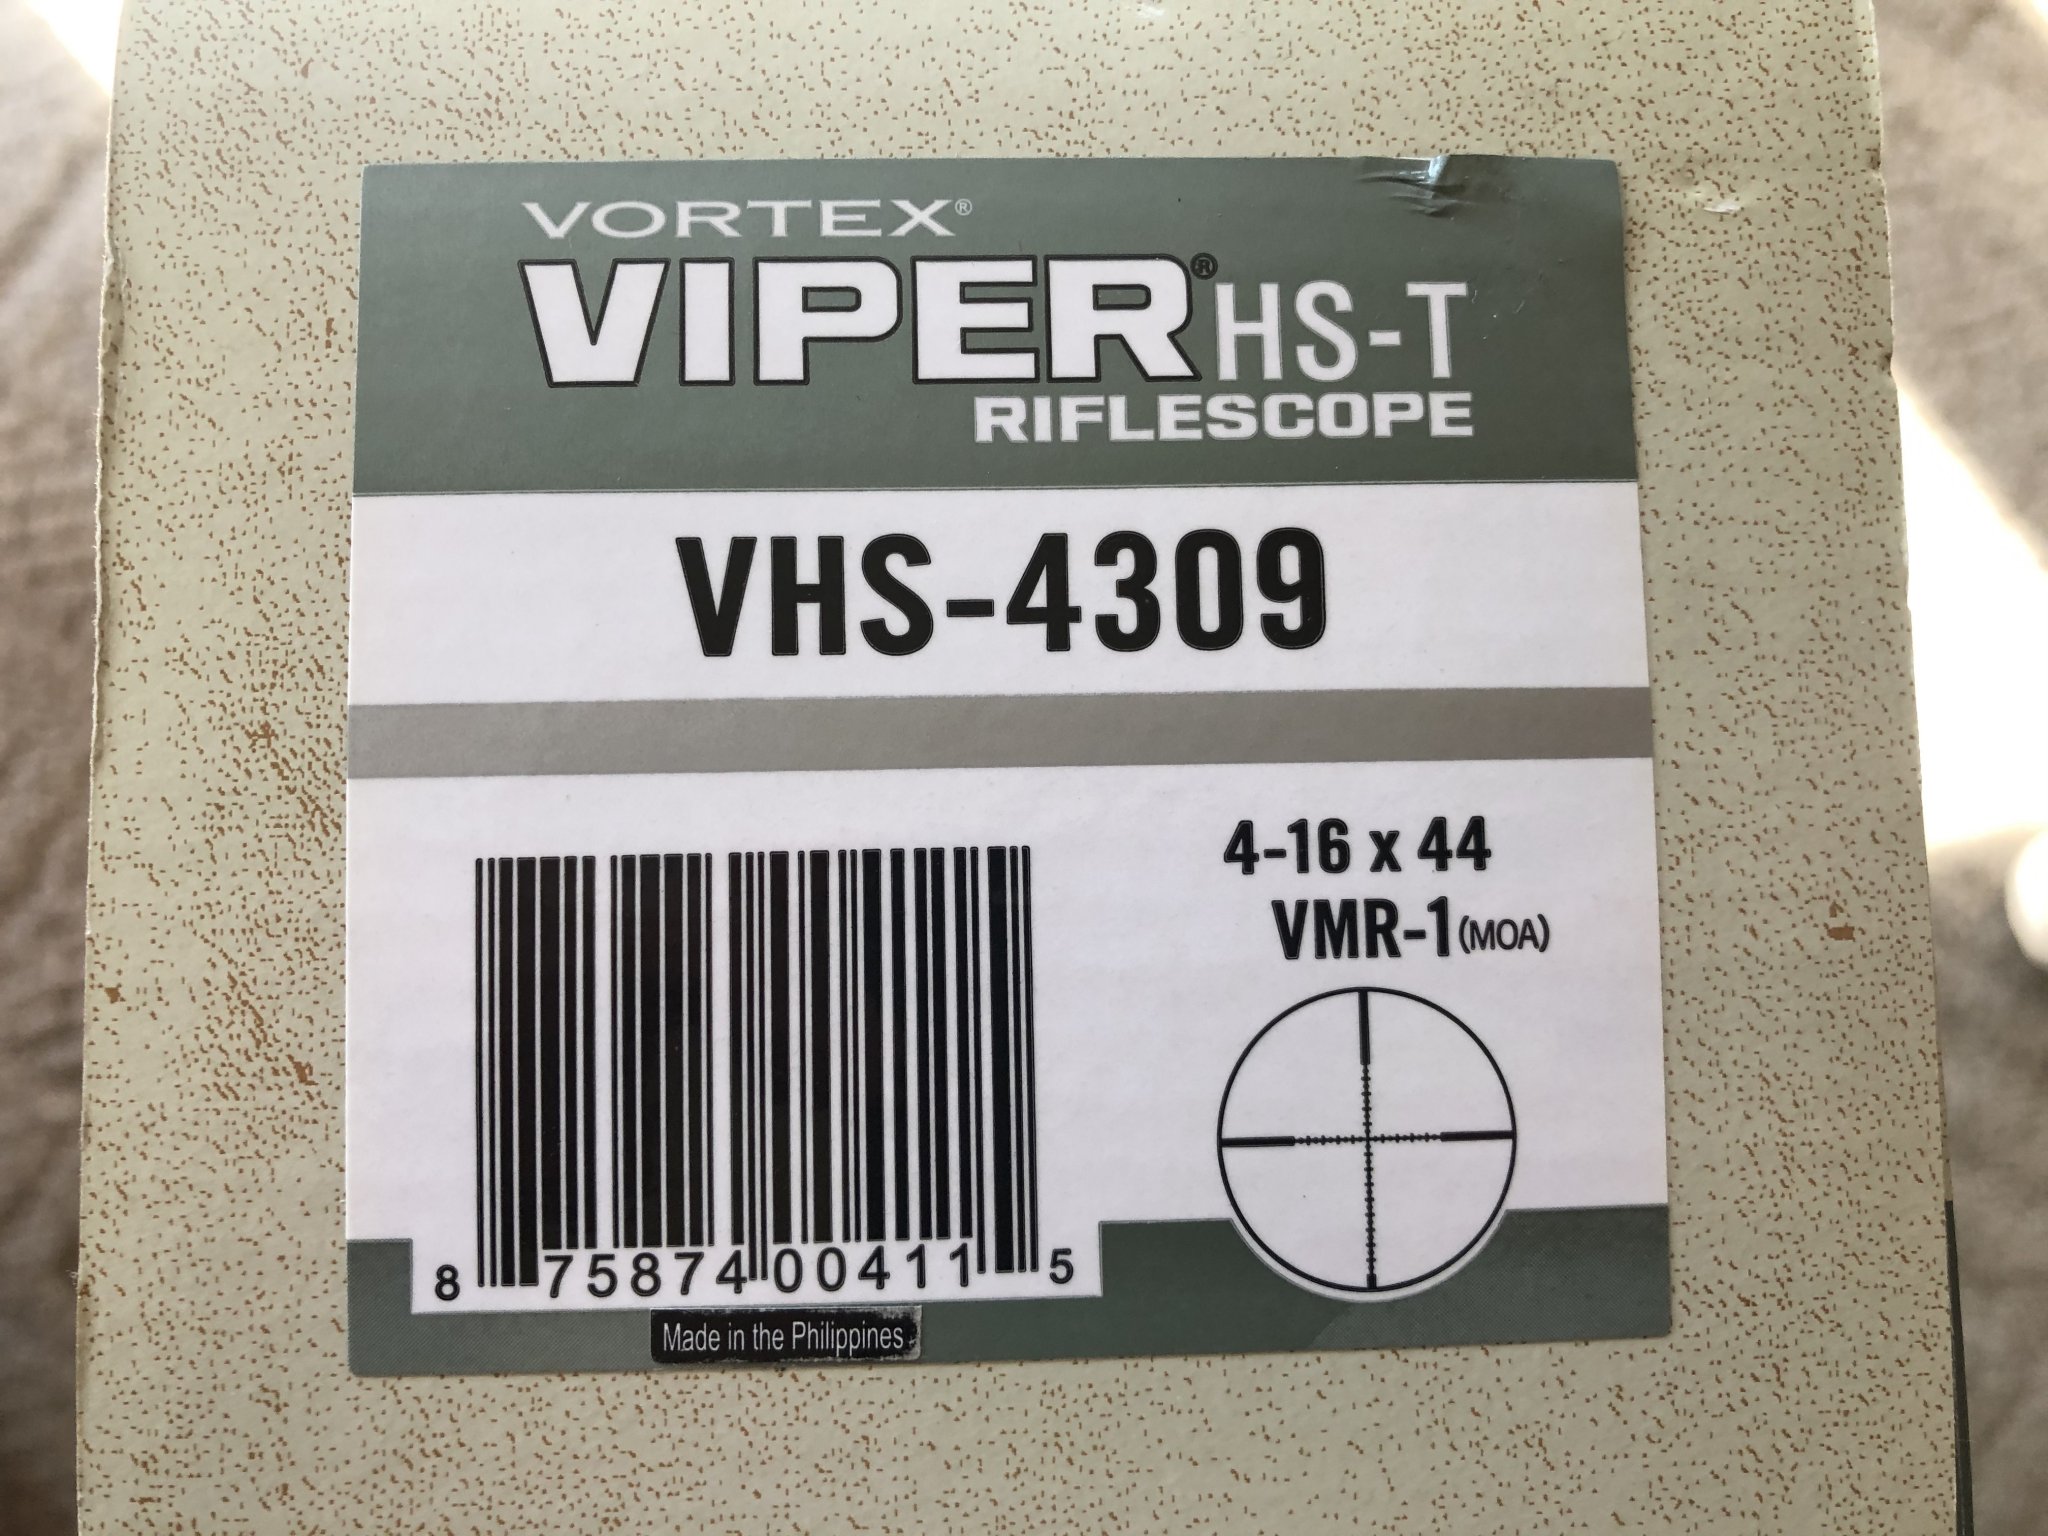 VORTEX®
VIPER® HS-T
RIFLESCOPE
VHS-4309
4-16 x 44
VMR-1 (MOA)
8 75874 00411 5
Made in the Philippines